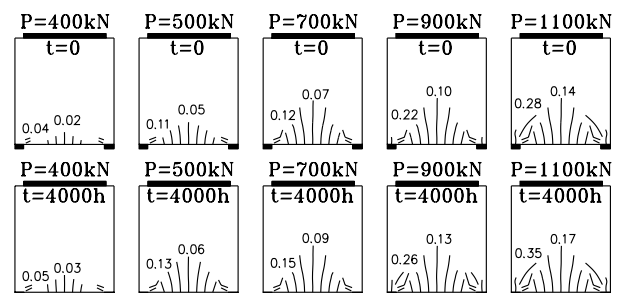 P=400kN P=500kN P=700kN P=900kN P=1100kN
t=0 t=0 t=0 t=0 t=0
0.04 0.02 0.11 0.05 0.12 0.07 0.22 0.10 0.28 0.14
P=400kN P=500kN P=700kN P=900kN P=1100kN
t=4000h t=4000h t=4000h t=4000h t=4000h
0.05 0.03 0.13 0.06 0.15 0.09 0.26 0.13 0.35 0.17